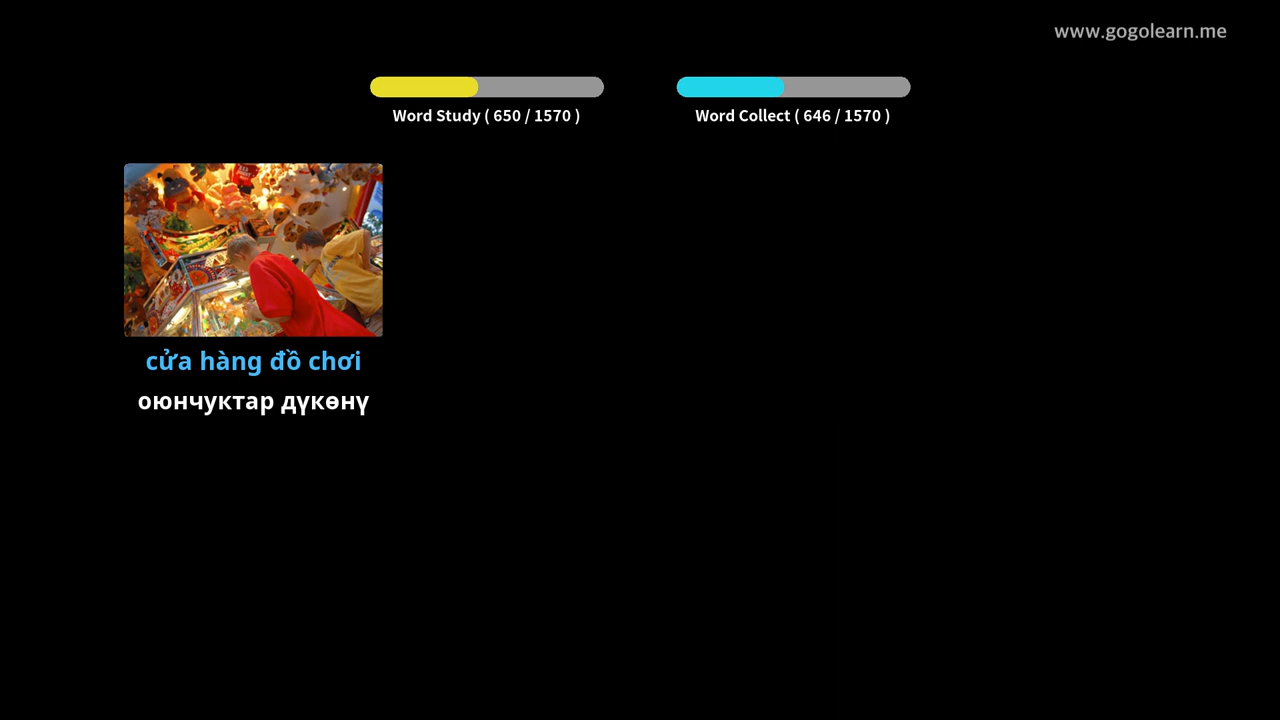 www.gogolearn.me
Word Study ( 650 / 1570 )
Word Collect ( 646 / 1570 )
cửa hàng đồ chơi
оюнчуктар дүкөнү